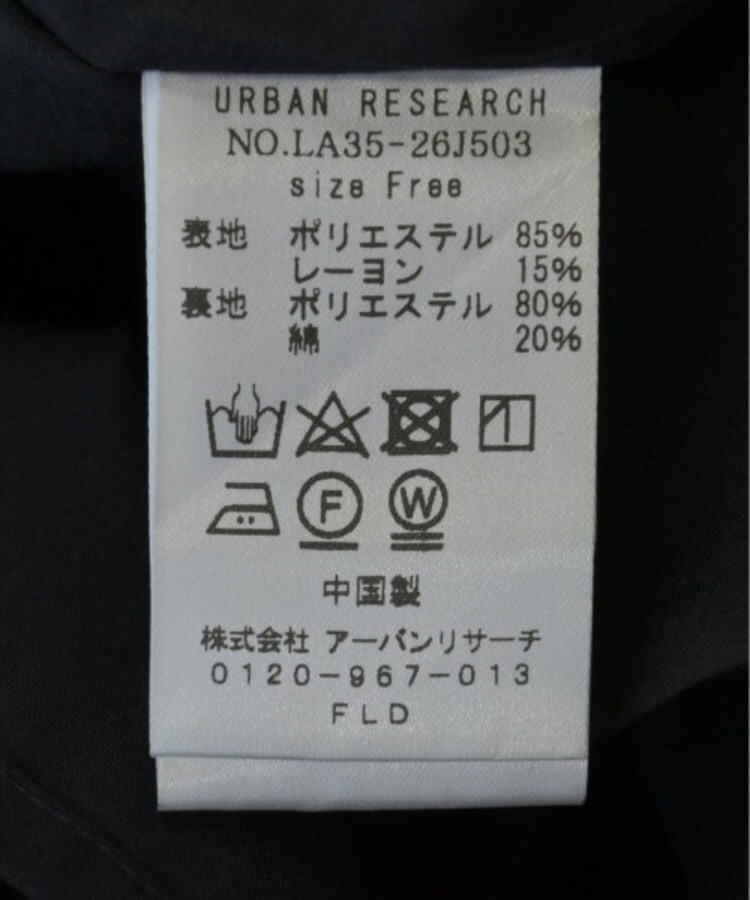 URBAN RESEARCH
NO.LA35-26J503
size Free
表地 ポリエステル 85%
レーヨン 15%
裏地 ポリエステル 80%
綿 20%
F W
中国製
株式会社 アーバンリサーチ
0120-967-013
FLD